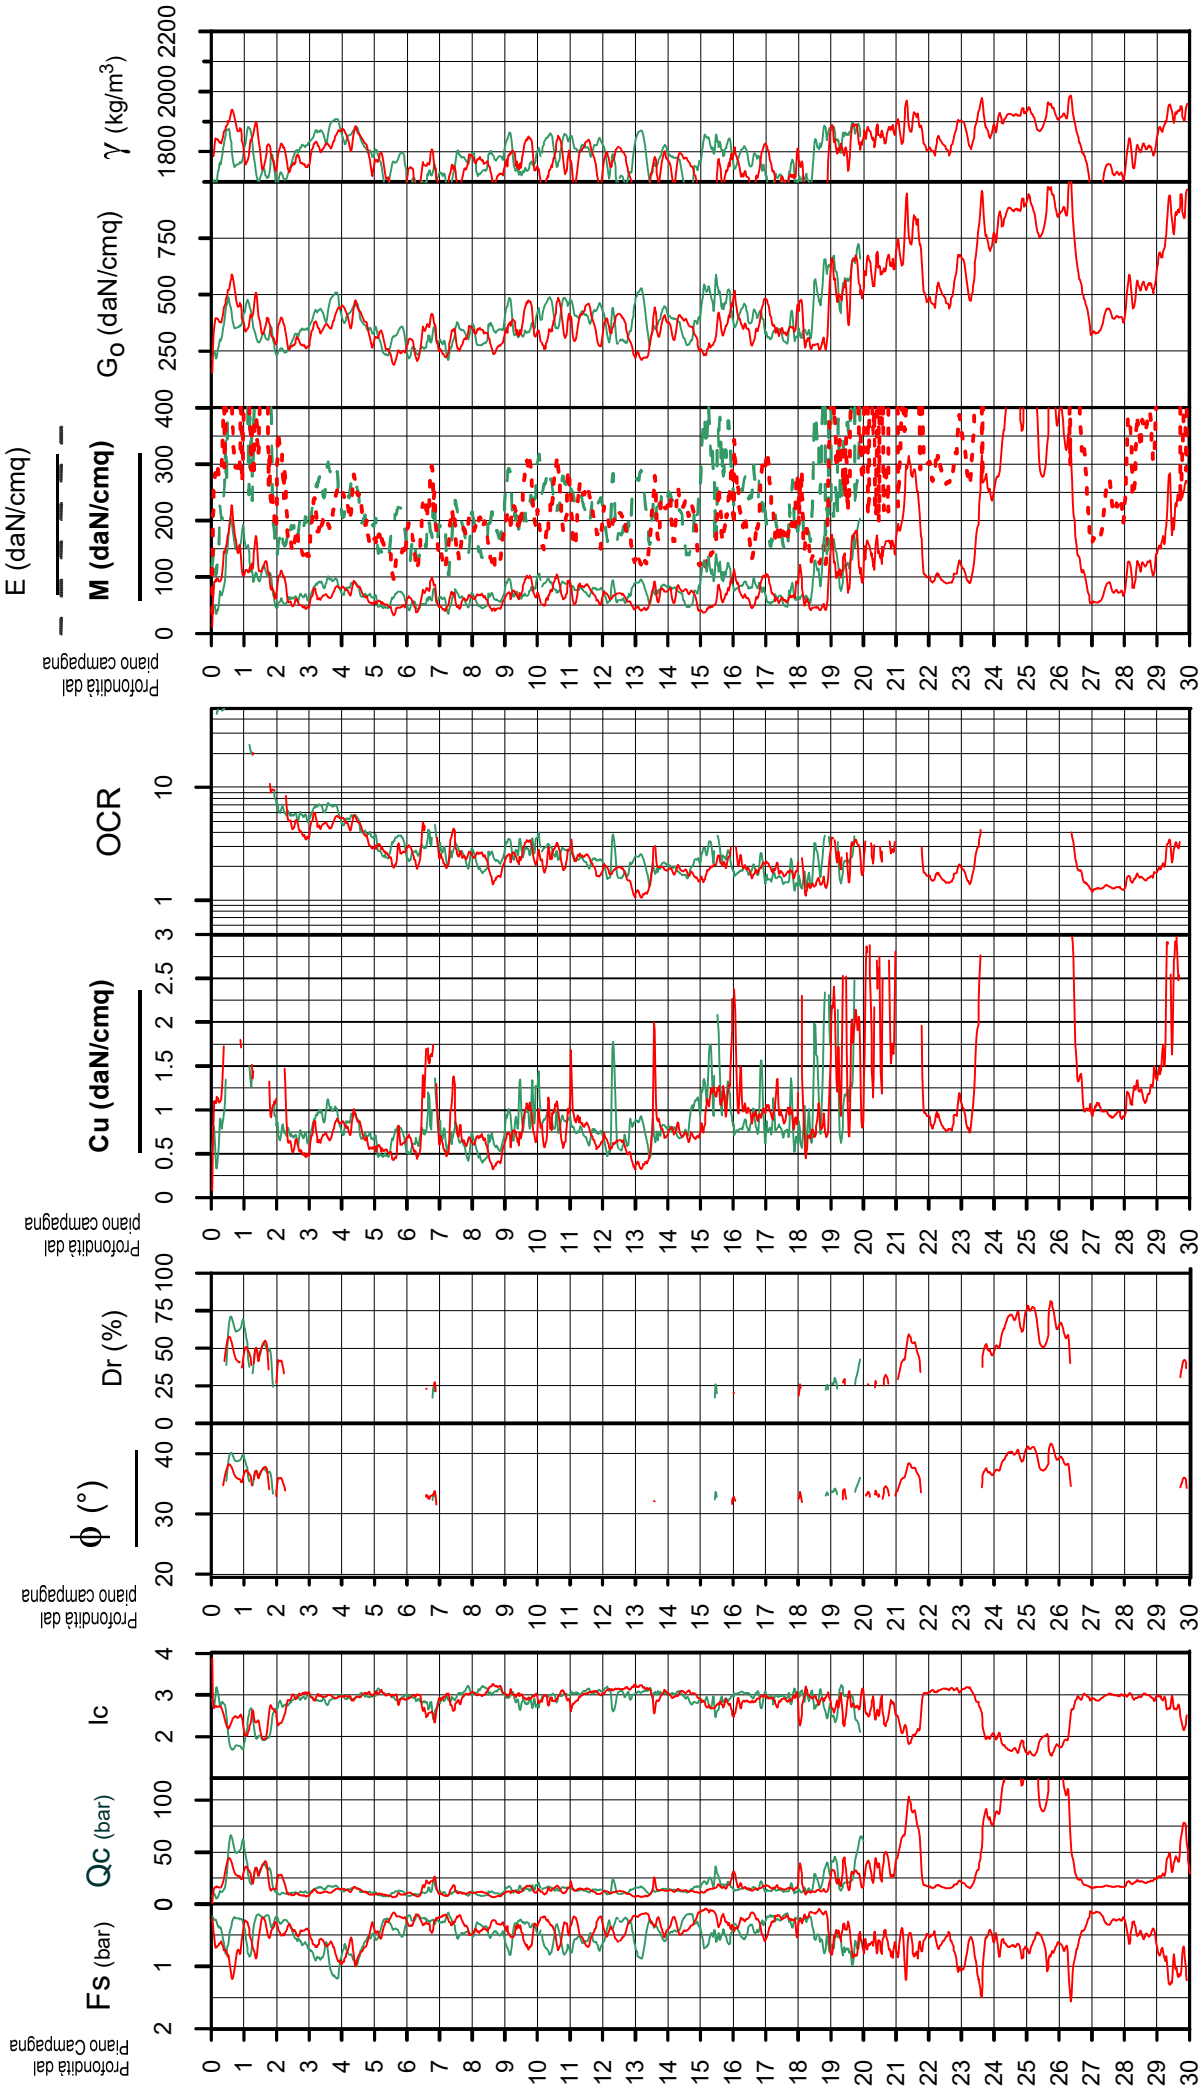 E (daN/cmq)
M (daN/cmq)
Go (daN/cmq)
γ (kg/m³)
0 100 200 300 400
250 500 750
1800 2000 2200
Profondità dal
piano campagna
0 1 2 3 4 5 6 7 8 9 10 11 12 13 14 15 16 17 18 19 20 21 22 23 24 25 26 27 28 29 30
Cu (daN/cmq)
OCR
0 0.5 1 1.5 2 2.5 3
1 10
Profondità dal
piano campagna
0 1 2 3 4 5 6 7 8 9 10 11 12 13 14 15 16 17 18 19 20 21 22 23 24 25 26 27 28 29 30
ϕ (°)
Dr (%)
20 30 40
0 25 50 75 100
Profondità dal
piano campagna
0 1 2 3 4 5 6 7 8 9 10 11 12 13 14 15 16 17 18 19 20 21 22 23 24 25 26 27 28 29 30
Fs (bar)
Qc (bar)
Ic
2 1 0
50 100
2 3 4
Profondità dal
Piano Campagna
0 1 2 3 4 5 6 7 8 9 10 11 12 13 14 15 16 17 18 19 20 21 22 23 24 25 26 27 28 29 30